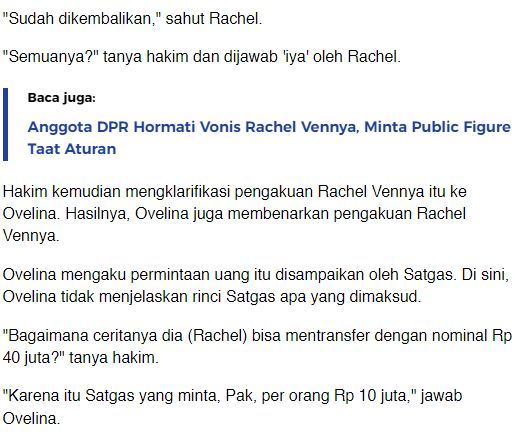 "Sudah dikembalikan," sahut Rachel.
"Semuanya?" tanya hakim dan dijawab 'iya' oleh Rachel.
Baca juga:
Anggota DPR Hormati Vonis Rachel Vennya, Minta Public Figure
Taat Aturan
Hakim kemudian mengklarifikasi pengakuan Rachel Vennya itu ke
Ovelina. Hasilnya, Ovelina juga membenarkan pengakuan Rachel
Vennya.
Ovelina mengaku permintaan uang itu disampaikan oleh Satgas. Di sini,
Ovelina tidak menjelaskan rinci Satgas apa yang dimaksud.
"Bagaimana ceritanya dia (Rachel) bisa mentransfer dengan nominal Rp
40 juta?" tanya hakim.
"Karena itu Satgas yang minta, Pak, per orang Rp 10 juta," jawab
Ovelina.